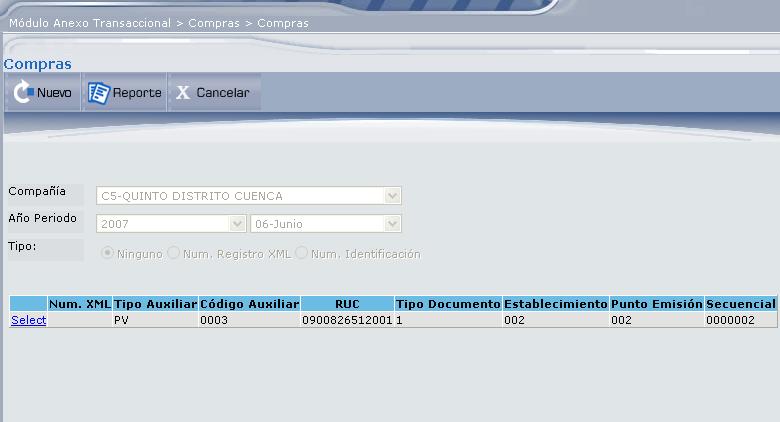 Módulo Anexo Transaccional > Compras > Compras
Compras
Nuevo Reporte X Cancelar
Compañía C5-QUINTO DISTRITO CUENCA
Año Periodo 2007 06-Junio
Tipo: Ninguno Num. Registro XML Num. Identificación
Num. XML Tipo Auxiliar Código Auxiliar RUC Tipo Documento Establecimiento Punto Emisión Secuencial
Select PV 0003 0900826512001 1 002 002 0000002